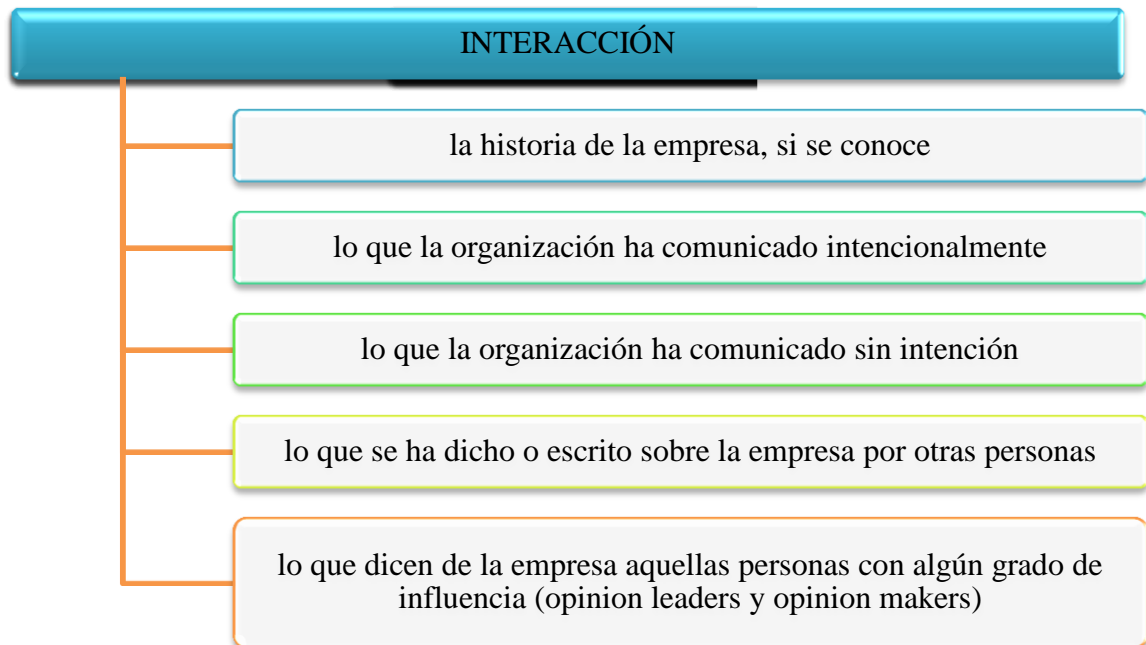 INTERACCIÓN
la historia de la empresa, si se conoce
lo que la organización ha comunicado intencionalmente
lo que la organización ha comunicado sin intención
lo que se ha dicho o escrito sobre la empresa por otras personas
lo que dicen de la empresa aquellas personas con algún grado de
influencia (opinion leaders y opinion makers)